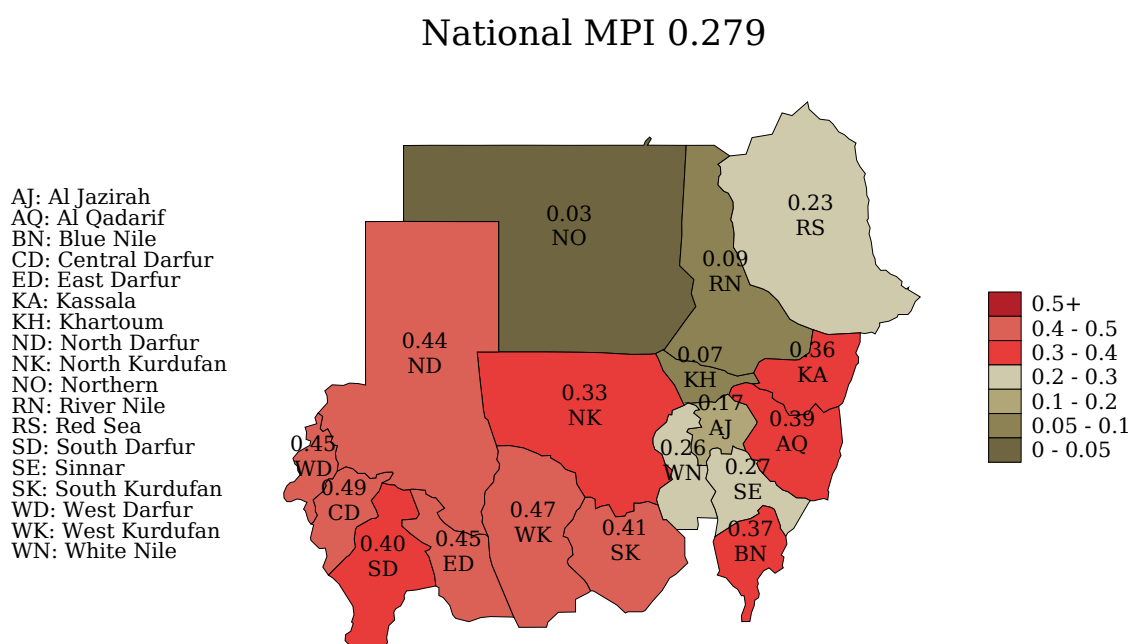 National MPI 0.279
AJ: Al Jazirah
AQ: Al Qadarif
BN: Blue Nile
CD: Central Darfur
ED: East Darfur
KA: Kassala
KH: Khartoum
ND: North Darfur
NK: North Kurdufan
NO: Northern
RN: River Nile
RS: Red Sea
SD: South Darfur
SE: Sinnar
SK: South Kurdufan
WD: West Darfur
WK: West Kurdufan
WN: White Nile
0.23
RS
0.03
NO
0.09
RN
0.44
ND
0.36
KA
0.07
KH
0.33
NK
0.17
AJ
0.39
AQ
0.45
WD
0.26
WN
0.27
SE
0.49
CD
0.47
WK
0.41
SK
0.37
BN
0.40
SD
0.45
ED
0.5+
0.4 - 0.5
0.3 - 0.4
0.2 - 0.3
0.1 - 0.2
0.05 - 0.1
0 - 0.05